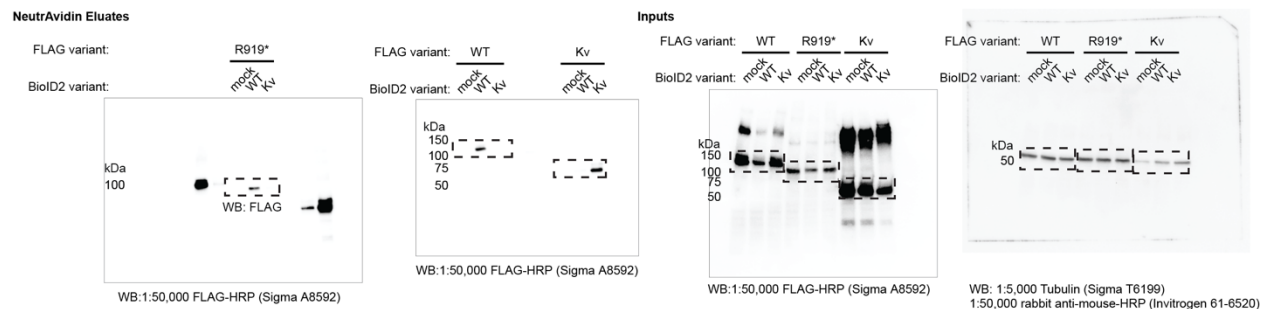 NeutrAvidin Eluates
FLAG variant:
R919*
BioID2 variant:
mock
WT
Kv
kDa
100
WB: FLAG
WB:1:50,000 FLAG-HRP (Sigma A8592)
FLAG variant:
WT
Kv
BioID2 variant:
mock
WT
Kv
mock
WT
Kv
kDa
150
100
75
50
WB:1:50,000 FLAG-HRP (Sigma A8592)
Inputs
FLAG variant:
WT
R919*
Kv
BioID2 variant:
mock
WT
Kv
mock
WT
Kv
mock
WT
Kv
kDa
150
100
75
50
WB:1:50,000 FLAG-HRP (Sigma A8592)
FLAG variant:
WT
R919*
Kv
BioID2 variant:
mock
WT
Kv
mock
WT
Kv
mock
WT
Kv
kDa
50
WB: 1:5,000 Tubulin (Sigma T6199)
1:50,000 rabbit anti-mouse-HRP (Invitrogen 61-6520)